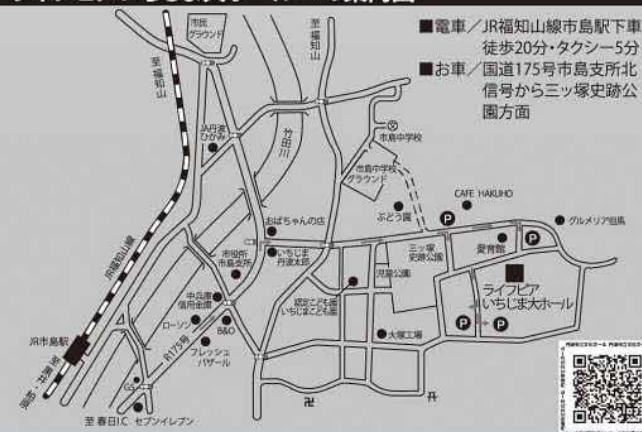 ■電車／JR福知山線市島駅下車
徒歩20分・タクシー5分
■お車／国道175号市島支所北
信号から三ッ塚史跡公
園方面
至 福知山
市民
グラウンド
至 福知山
JA丹波
ひかみ
竹田川
市島中学校
市島中学校
グラウンド
ぶどう園
CAFE HAKUHO
P
グルメリア但馬
おばちゃんの店
いちじま
丹波太郎
三ッ塚
史跡公園
愛育館
P
JR福知山線
市役所
市島支所
児童公園
ライフピア
いちじま大ホール
中兵庫
信用金庫
認定こども園
いちじまこども園
ローソン
B&O
R175号
フレッシュ
バザール
大塚工場
P
P
JR市島駅
GS
至 春日I.C.
セブンイレブン